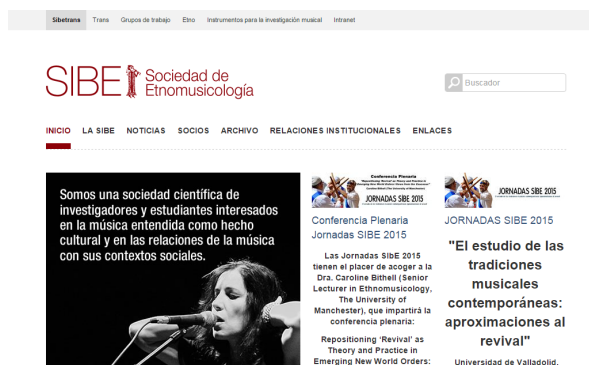 Sibetrans Trans Grupos de trabajo Etno Instrumentos para la investigación musical Intranet
SIBE Sociedad de
Etnomusicología
Buscador
INICIO LA SIBE NOTICIAS SOCIOS ARCHIVO RELACIONES INSTITUCIONALES ENLACES
Somos una sociedad científica de
investigadores y estudiantes interesados
en la música entendida como hecho
cultural y en las relaciones de la música
con sus contextos sociales.
Conferencia Plenaria
JORNADAS SIBE 2015
Conferencia Plenaria
Jornadas SIBE 2015
Las Jornadas SIbE 2015
tienen el placer de acoger a la
Dra. Caroline Bithell (Senior
Lecturer in Ethnomusicology,
The University of
Manchester), que impartirá la
conferencia plenaria:
Repositioning ‘Revival’ as
Theory and Practice in
Emerging New World Orders:
JORNADAS SIBE 2015
JORNADAS SIBE 2015
"El estudio de las
tradiciones
musicales
contemporáneas:
aproximaciones al
revival"
Universidad de Valladolid,